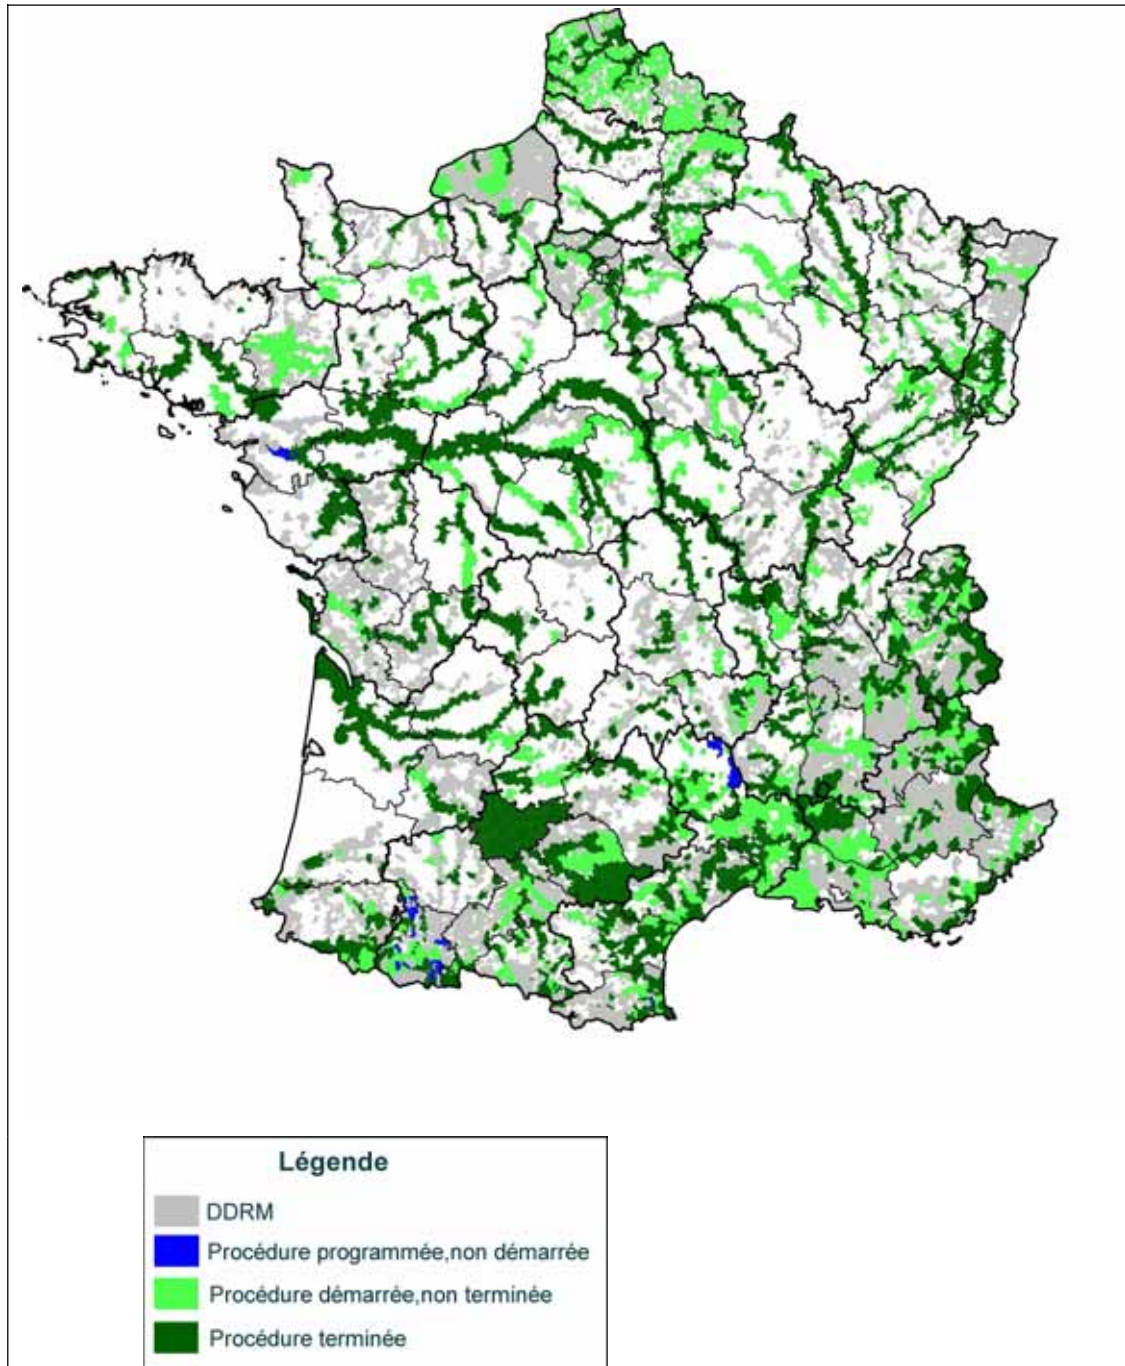 Légende
DDRM
Procédure programmée,non démarrée
Procédure démarrée,non terminée
Procédure terminée